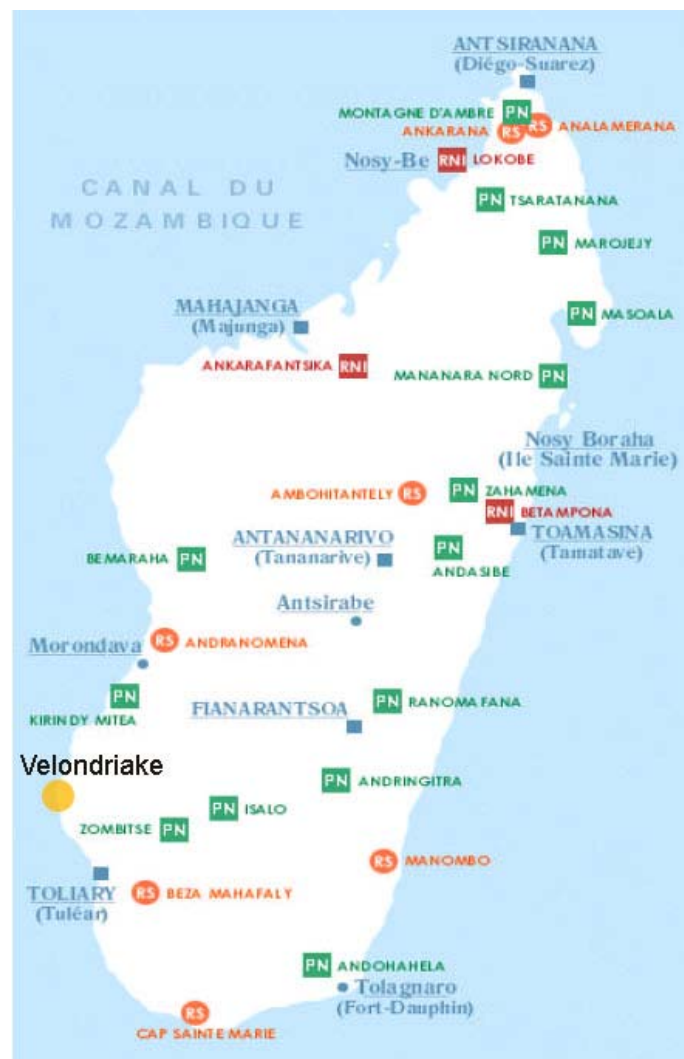 ANTSIRANANA
(Diégo-Suarez)
MONTAGNE D'AMBRE PN
ANKARANA RS RS ANALAMERANA
Nosy-Be RNI LOKOBE
CANAL DU
MOZAMBIQUE
PN TSARATANANA
PN MAROJEJY
MAHAJANGA
(Majunga)
PN MASOALA
ANKARAFANTSIKA RNI
MANANARA NORD PN
Nosy Boraha
(Ile Sainte Marie)
AMBOHITANTELY RS
PN ZAHAMENA
RNI BETAMPONA
ANTANANARIVO
(Tananarive)
TOAMASINA
(Tamatave)
BEMARAHA PN
PN
ANDASIBE
Antsirabe
RS ANDRANOMENA
Morondava
PN
KIRINDY MITEA
PN RANOMAFANA
FIANARANTSOA
Velondriake
PN ANDRINGITRA
PN ISALO
ZOMBITSE PN
RS MANOMBO
TOLIARY
(Tuléar)
RS BEZA MAHAFALY
PN ANDOHAHELA
Tolagnaro
(Fort-Dauphin)
RS
CAP SAINTE MARIE